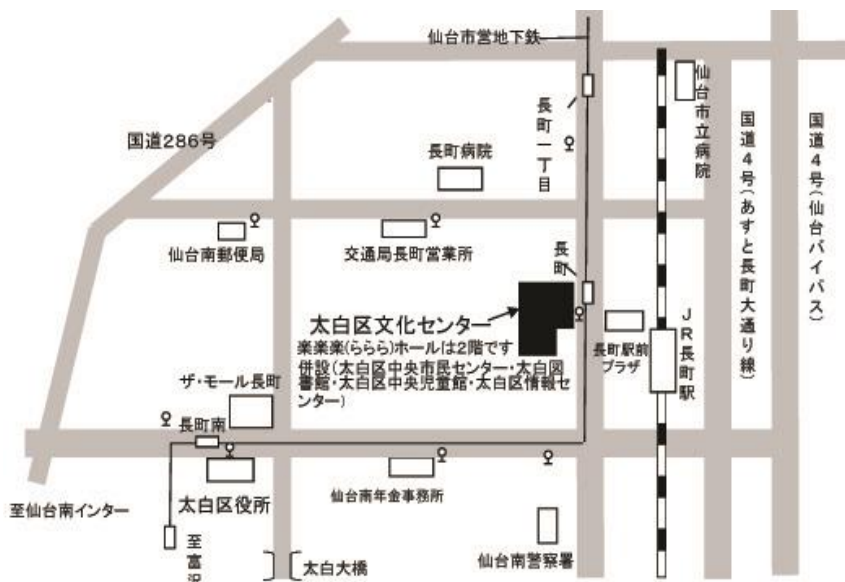 仙台市営地下鉄
国道286号
長町一丁目
仙台市立病院
国道4号(あすと長町大通り線)
国道4号(仙台バイパス)
長町病院
仙台南郵便局
交通局長町営業所
長町
太白区文化センター
楽楽楽(ららら)ホールは2階です
併設(太白区中央市民センター・太白図
書館・太白区中央児童館・太白区情報セ
ンター)
長町駅前
プラザ
JR長町駅
ザ・モール長町
長町南
太白区役所
仙台南年金事務所
至仙台南インター
至富沢
太白大橋
仙台南警察署